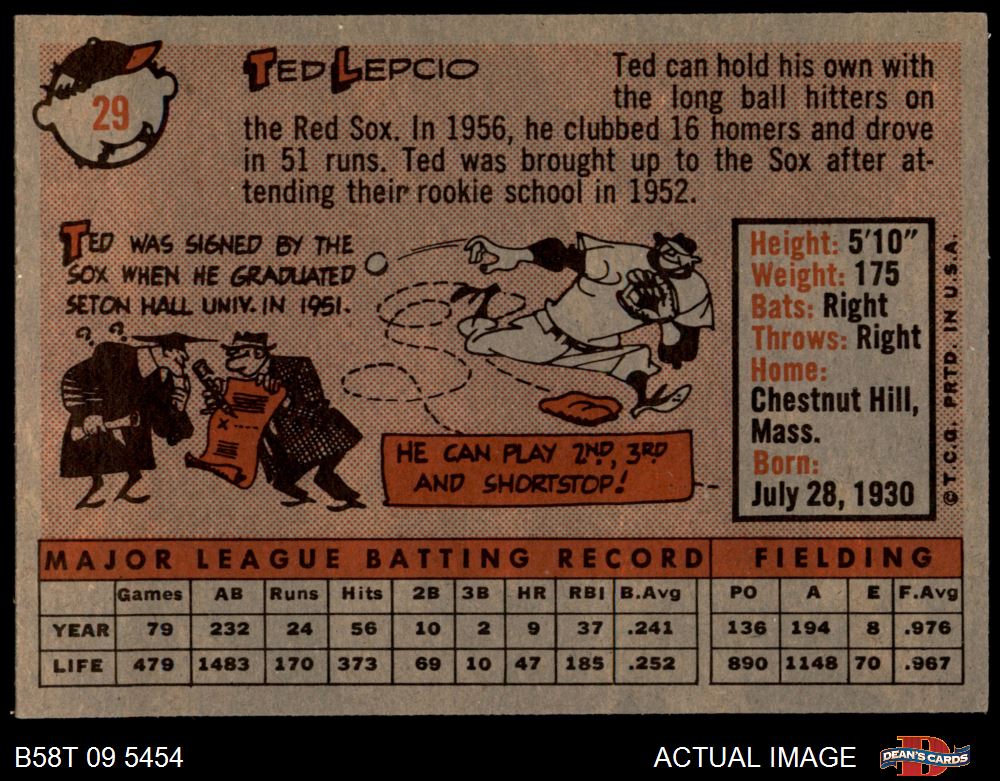 29
TED LEPCIO
Ted can hold his own with
the long ball hitters on
the Red Sox. In 1956, he clubbed 16 homers and drove
in 51 runs. Ted was brought up to the Sox after at-
tending their rookie school in 1952.
TED WAS SIGNED BY THE
SOX WHEN HE GRADUATED
SETON HALL UNIV. IN 1951.
? ?
X
HE CAN PLAY 2ND, 3RD
AND SHORTSTOP!
Height: 5'10"
Weight: 175
Bats: Right
Throws: Right
Home:
Chestnut Hill,
Mass.
Born:
July 28, 1930
© T.C.G. PRTD. IN U.S.A.
MAJOR LEAGUE BATTING RECORD FIELDING
Games AB Runs Hits 2B 3B HR RBI B.Avg PO A E F.Avg
YEAR 79 232 24 56 10 2 9 37 .241 136 194 8 .976
LIFE 479 1483 170 373 69 10 47 185 .252 890 1148 70 .967
B58T 09 5454 ACTUAL IMAGE DEAN'S CARDS